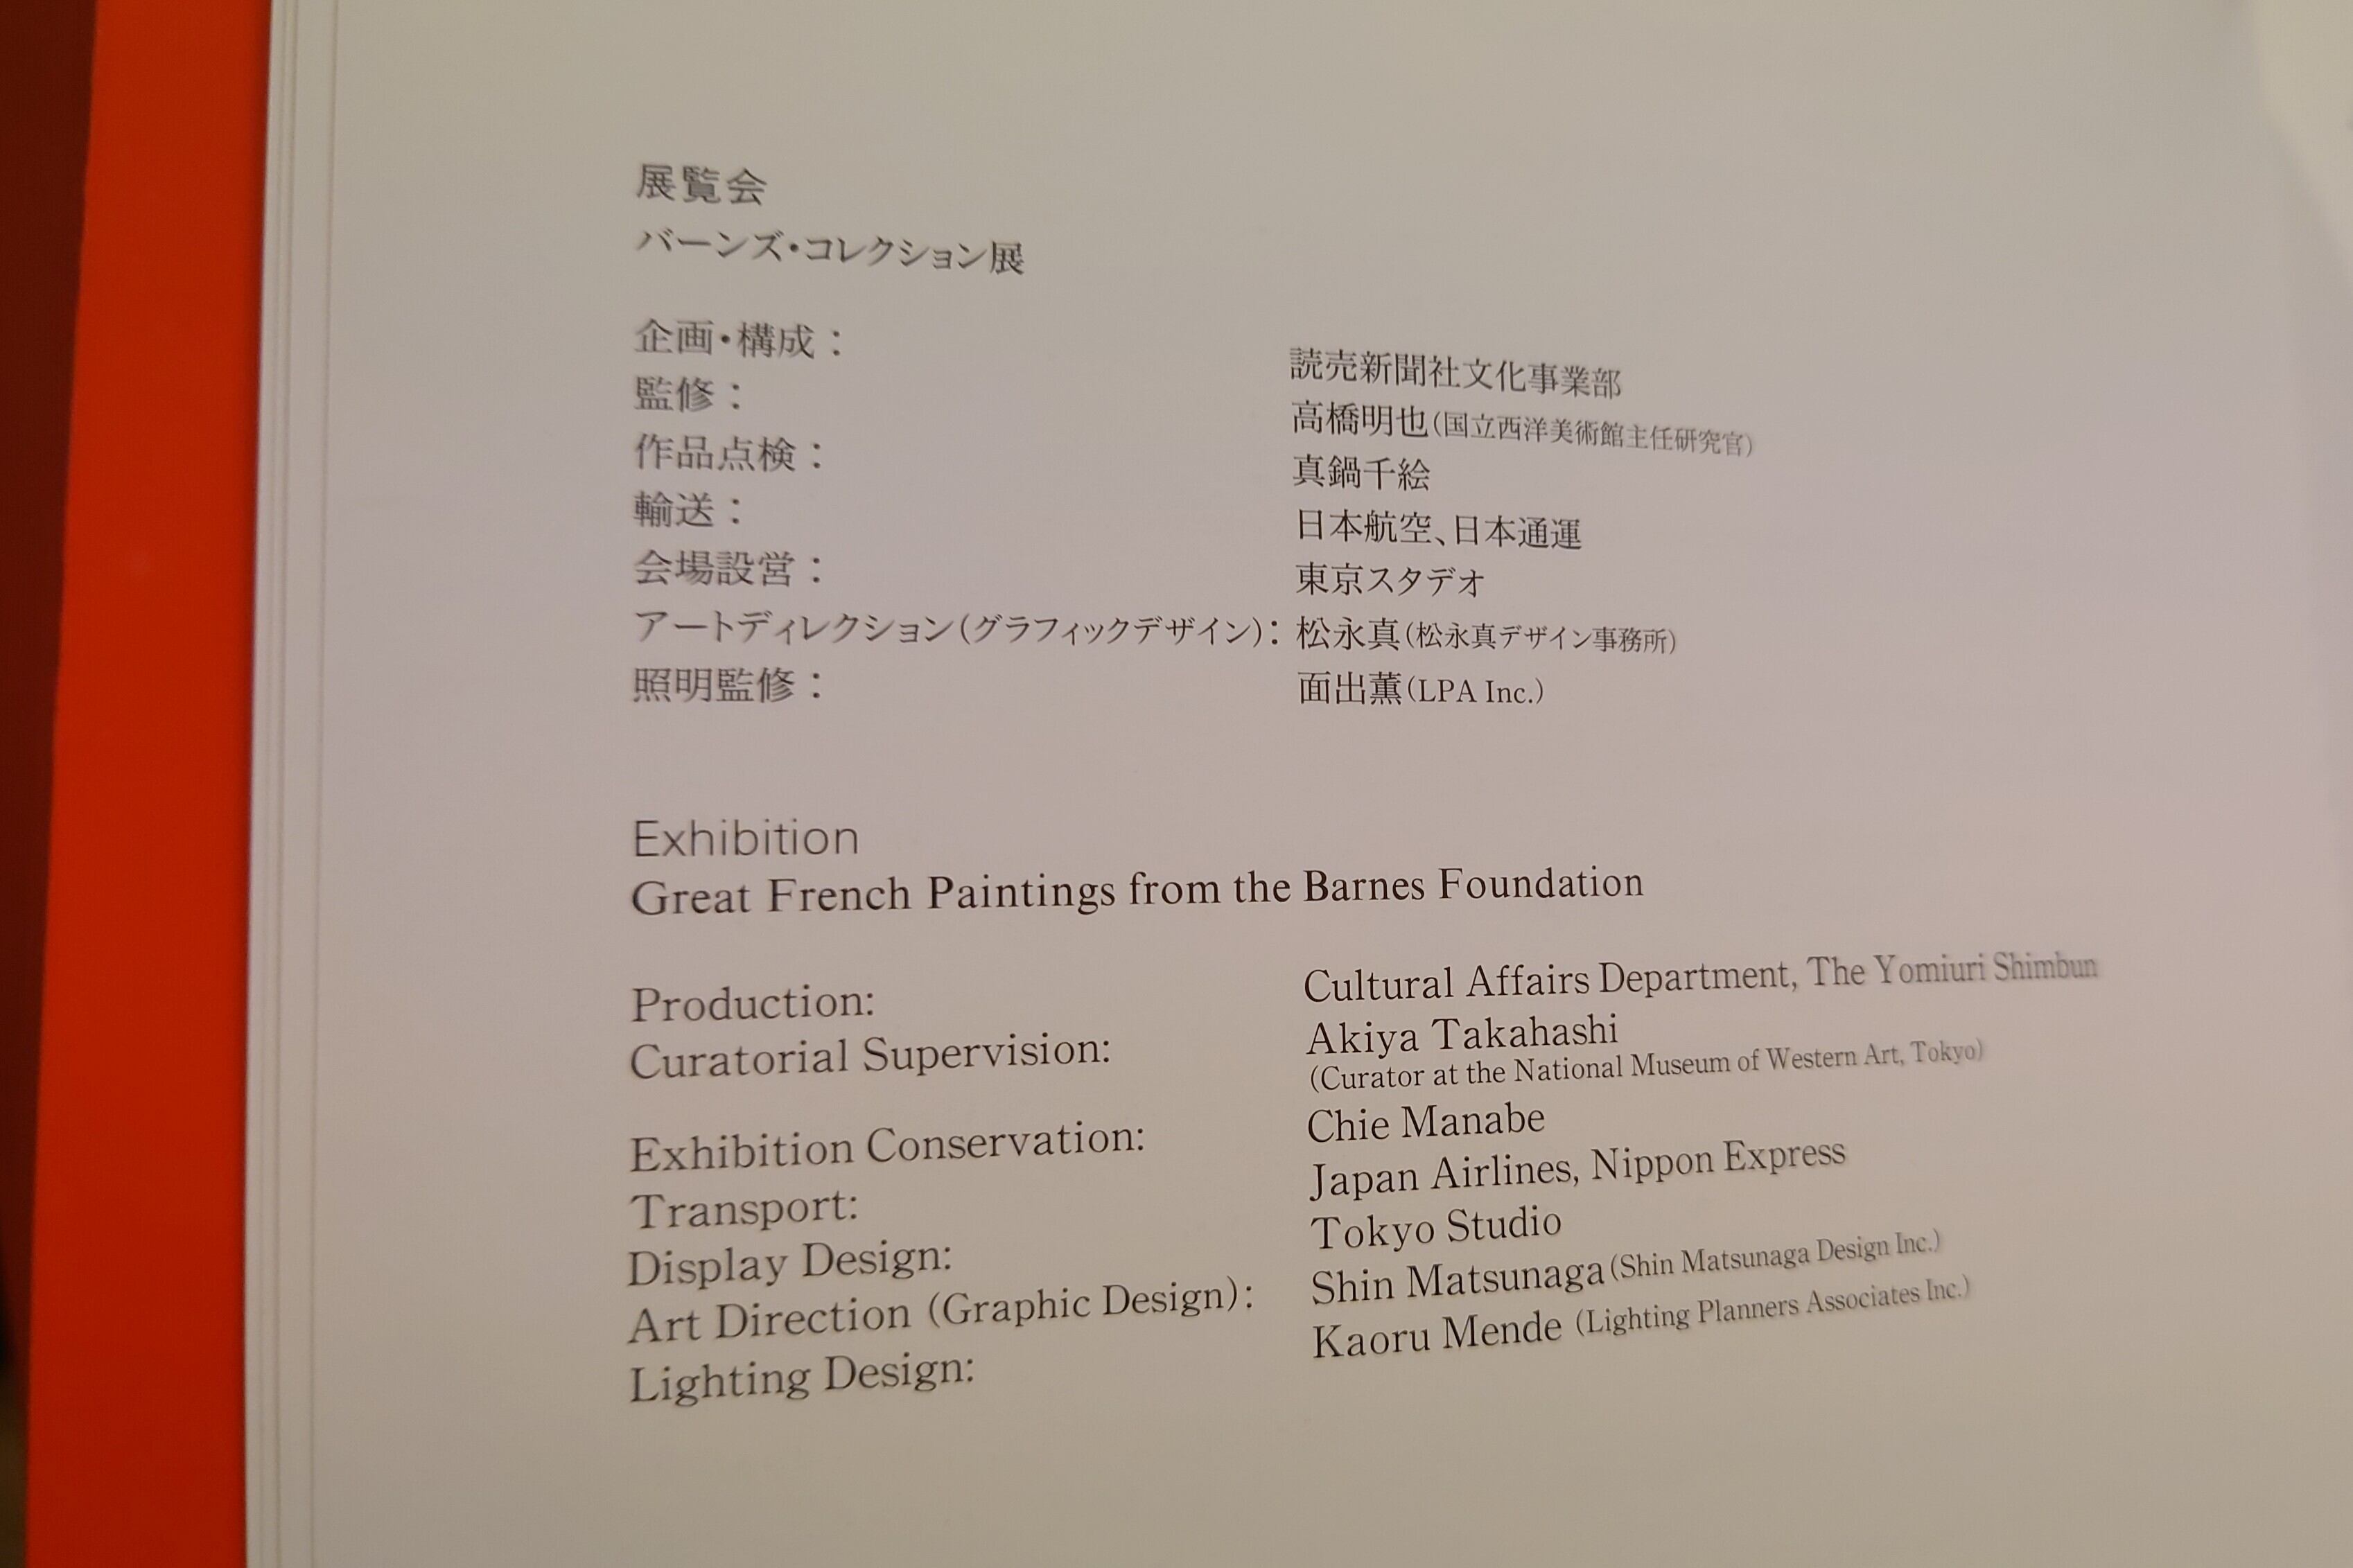 展覧会
バーンズ・コレクション展
企画・構成： 読売新聞社文化事業部
監修： 高橋明也（国立西洋美術館主任研究官）
作品点検： 真鍋千絵
輸送： 日本航空、日本通運
会場設営： 東京スタデオ
アートディレクション（グラフィックデザイン）： 松永真（松永真デザイン事務所）
照明監修： 面出薫（LPA Inc.）
Exhibition
Great French Paintings from the Barnes Foundation
Production: Cultural Affairs Department, The Yomiuri Shimbun
Curatorial Supervision: Akiya Takahashi
(Curator at the National Museum of Western Art, Tokyo)
Exhibition Conservation: Chie Manabe
Transport: Japan Airlines, Nippon Express
Display Design: Tokyo Studio
Art Direction (Graphic Design): Shin Matsunaga (Shin Matsunaga Design Inc.)
Lighting Design: Kaoru Mende (Lighting Planners Associates Inc.)